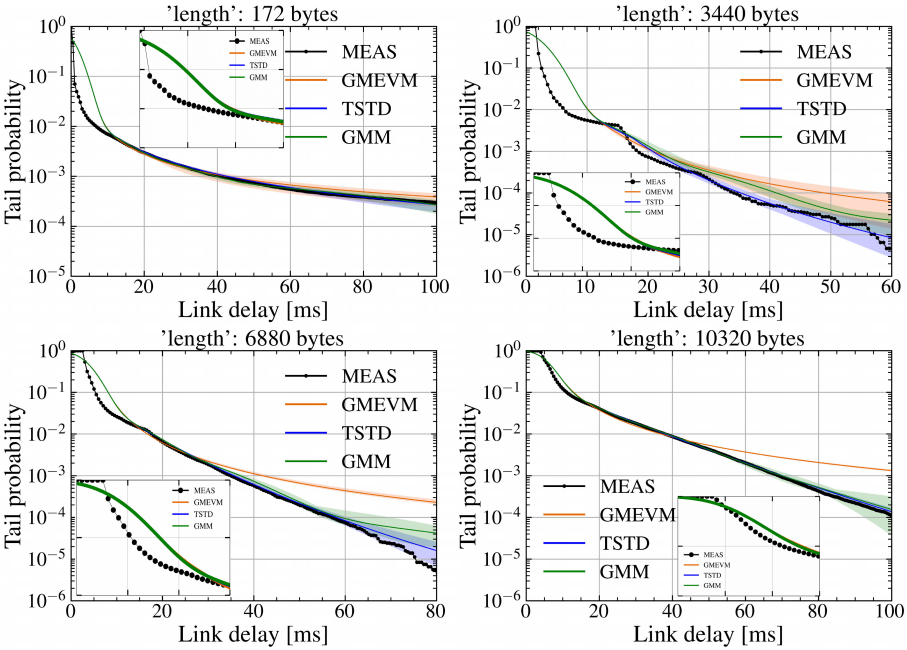 'length': 172 bytes
Tail probability
10^0
10^-1
10^-2
10^-3
10^-4
10^-5
MEAS
GMEVM
TSTD
GMM
MEAS
GMEVM
TSTD
GMM
0 20 40 60 80 100
Link delay [ms]
'length': 3440 bytes
Tail probability
10^0
10^-1
10^-2
10^-3
10^-4
10^-5
10^-6
MEAS
GMEVM
TSTD
GMM
MEAS
GMEVM
TSTD
GMM
0 10 20 30 40 50 60
Link delay [ms]
'length': 6880 bytes
Tail probability
10^0
10^-1
10^-2
10^-3
10^-4
10^-5
10^-6
MEAS
GMEVM
TSTD
GMM
MEAS
GMEVM
TSTD
GMM
0 20 40 60 80
Link delay [ms]
'length': 10320 bytes
Tail probability
10^0
10^-1
10^-2
10^-3
10^-4
10^-5
10^-6
MEAS
GMEVM
TSTD
GMM
MEAS
GMEVM
TSTD
GMM
0 20 40 60 80 100
Link delay [ms]